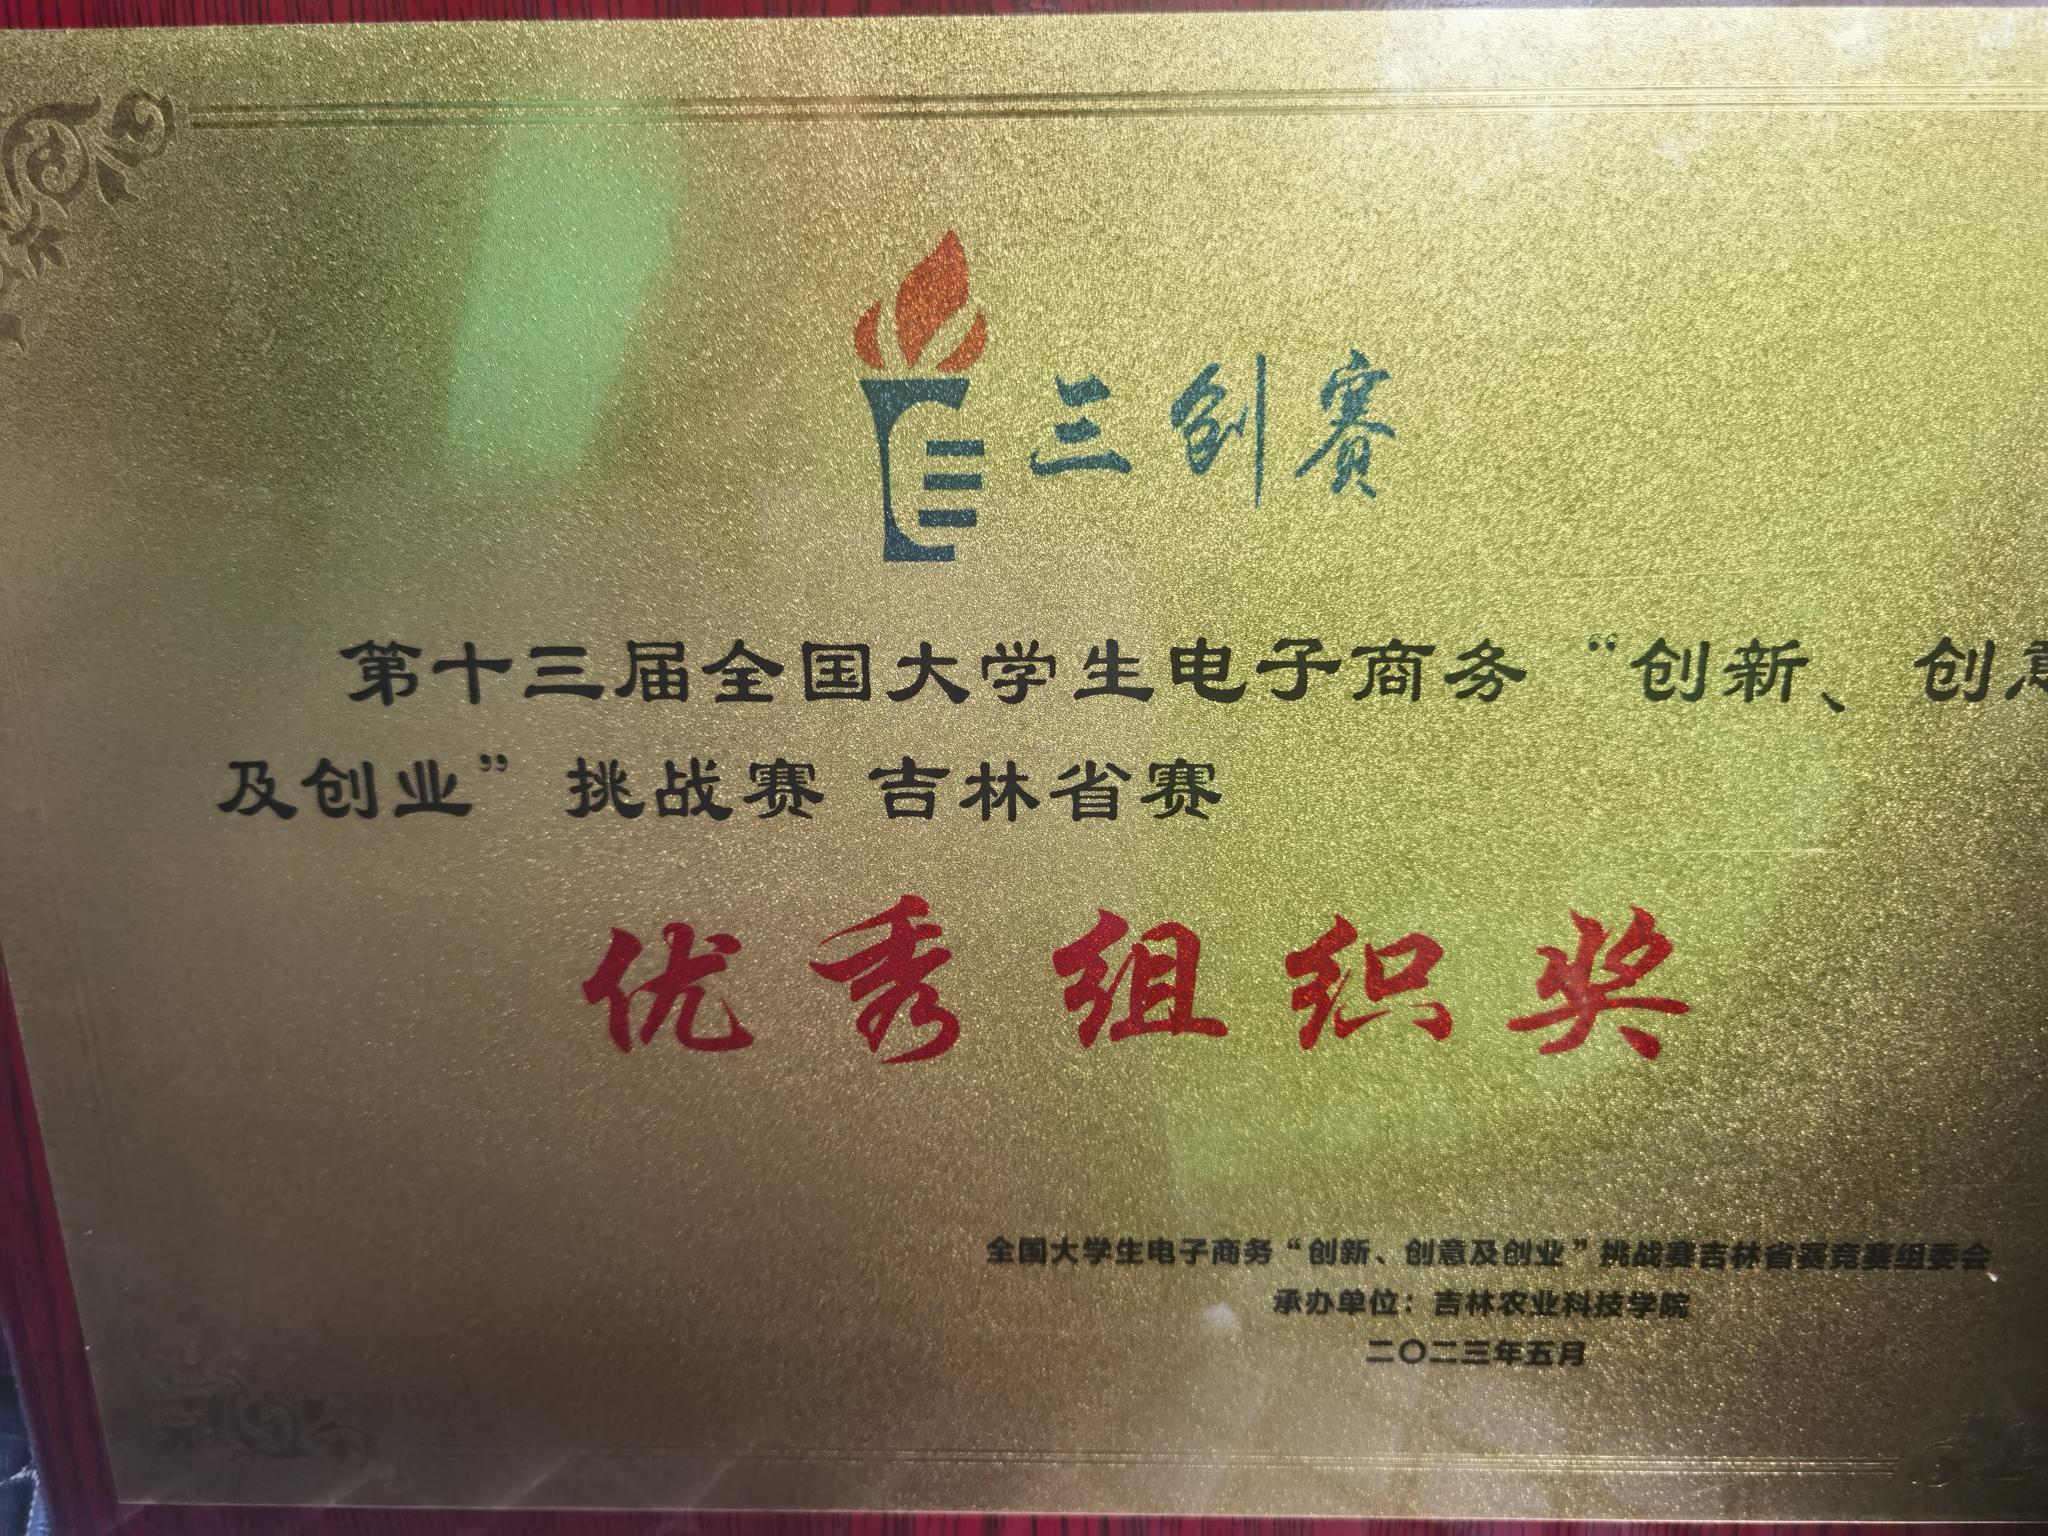 三创赛
第十三届全国大学生电子商务“创新、创意
及创业”挑战赛 吉林省赛
优秀组织奖
全国大学生电子商务“创新、创意及创业”挑战赛吉林省赛竞赛组委会
承办单位：吉林农业科技学院
二〇二三年五月